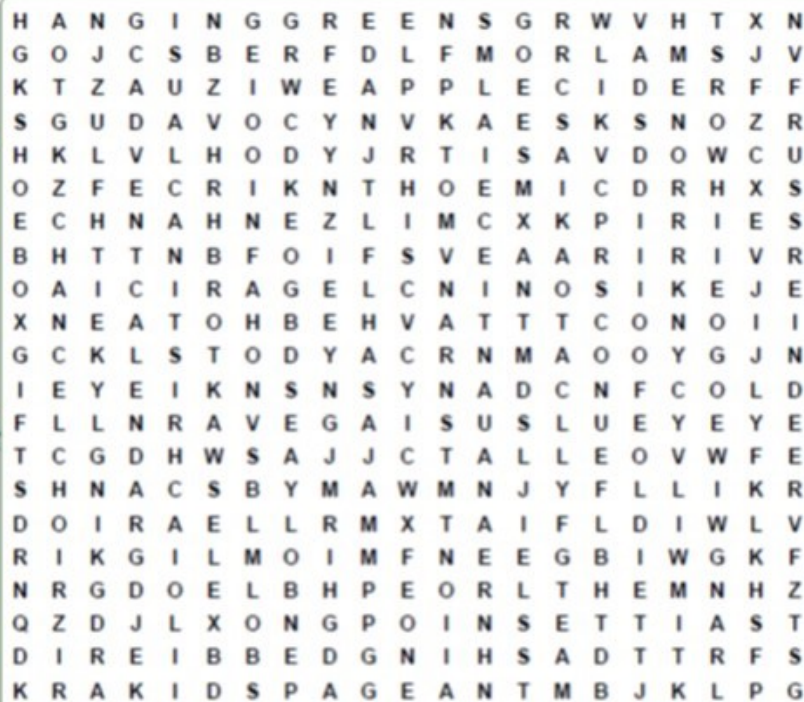 H A N G I N G G R E E N S G R W V H T X N
G O J C S B E R F D L F M O R L A M S J V
K T Z A U Z I W E A P P L E C I D E R F F
S G U D A V O C Y N V K A E S K S N O Z R
H K L V L H O D Y J R T I S A V D O W C U
O Z F E C R I K N T H O E M I C D R H X S
E C H N A H N E Z L I M C X K P I R I E S
B H T T N B F O I F S V E A A R I R I V R
O A I C I R A G E L C N I N O S I K E J E
X N E A T O H B E H V A T T T C O N O I I
G C K L S T O D Y A C R N M A O O Y G J N
I E Y E I K N S N S Y N A D C N F C O L D
F L L N R A V E G A I S U S L U E Y E Y E
T C G D H W S A J J C T A L L E O V W F E
S H N A C S B Y M A W M N J Y F L L I K R
D O I R A E L L R M X T A I F L D I W L V
R I K G I L M O I M F N E E G B I W G K F
N R G D O E L B H P E O R L T H E M N H Z
Q Z D J L X O N G P O I N S E T T I A S T
D I R E I B B E D G N I H S A D T T R F S
K R A K I D S P A G E A N T M B J K L P G